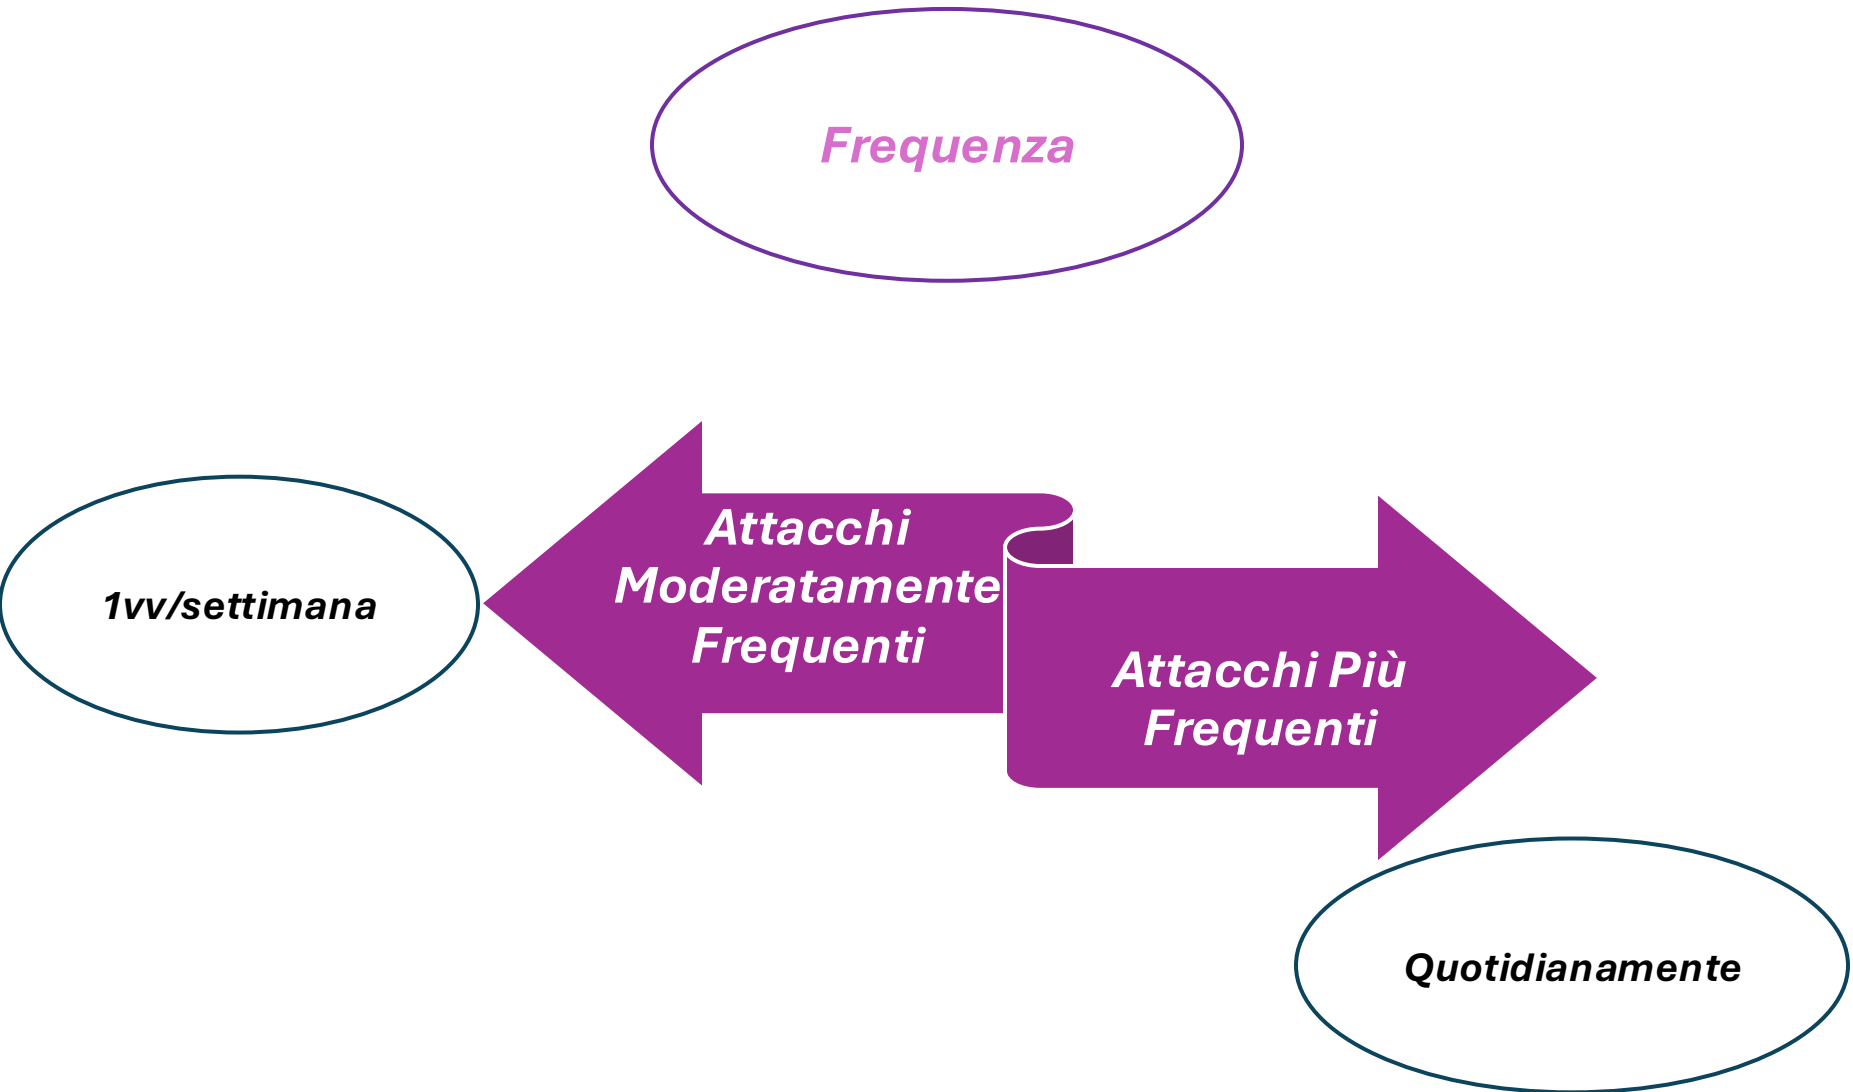 Frequenza
Attacchi
Moderatamente
Frequenti
1vv/settimana
Attacchi Più
Frequenti
Quotidianamente